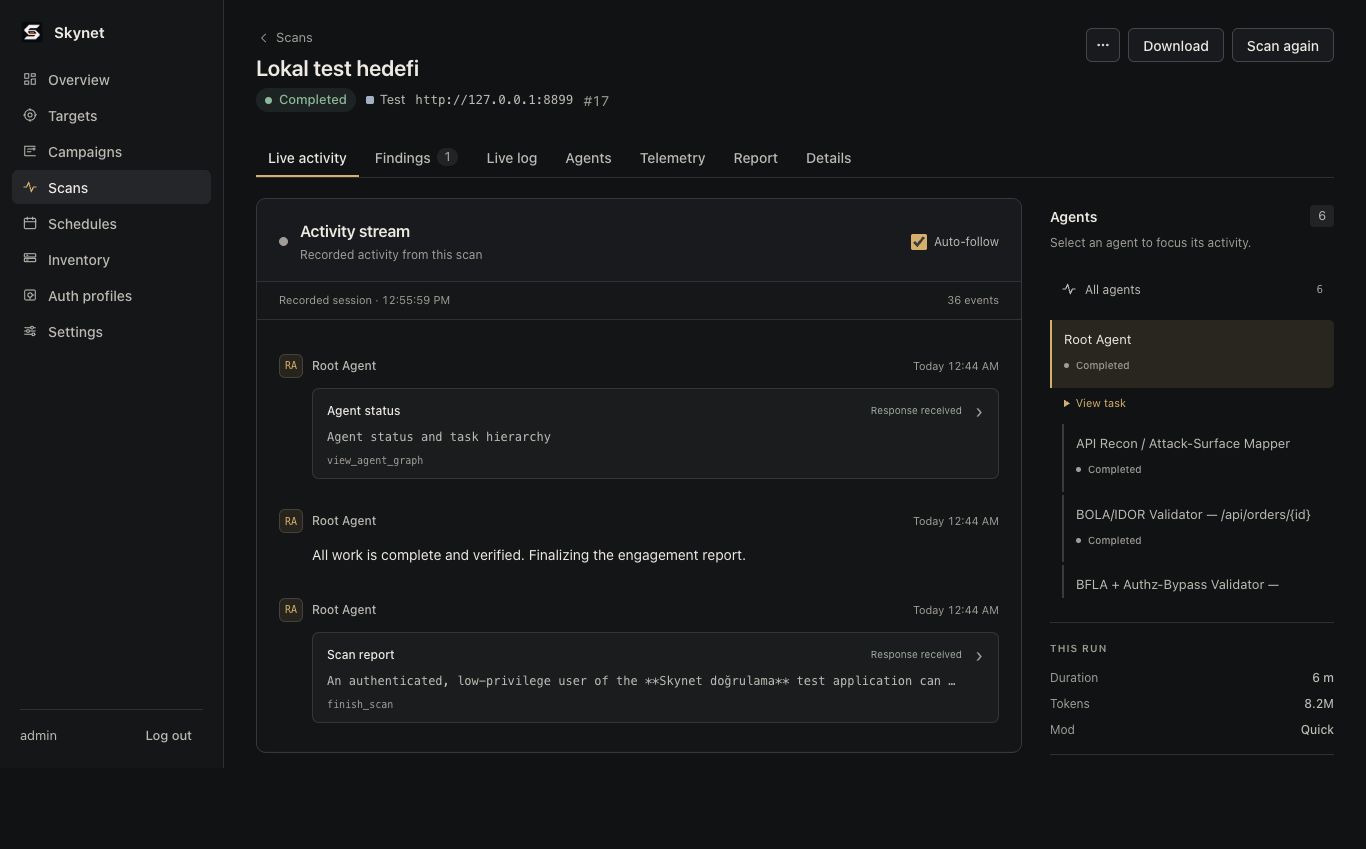 Skynet
Overview
Targets
Campaigns
Scans
Schedules
Inventory
Auth profiles
Settings
admin
Log out
Scans
Lokal test hedefi
Completed
Test http://127.0.0.1:8899 #17
...
Download
Scan again
Live activity
Findings 1
Live log
Agents
Telemetry
Report
Details
Activity stream
Recorded activity from this scan
Auto-follow
Recorded session · 12:55:59 PM
36 events
RA Root Agent
Today 12:44 AM
Agent status
Response received
Agent status and task hierarchy
view_agent_graph
RA Root Agent
Today 12:44 AM
All work is complete and verified. Finalizing the engagement report.
RA Root Agent
Today 12:44 AM
Scan report
Response received
An authenticated, low-privilege user of the **Skynet doğrulama** test application can …
finish_scan
Agents
6
Select an agent to focus its activity.
All agents
6
Root Agent
Completed
View task
API Recon / Attack-Surface Mapper
Completed
BOLA/IDOR Validator — /api/orders/{id}
Completed
BFLA + Authz-Bypass Validator —
THIS RUN
Duration 6 m
Tokens 8.2M
Mod Quick